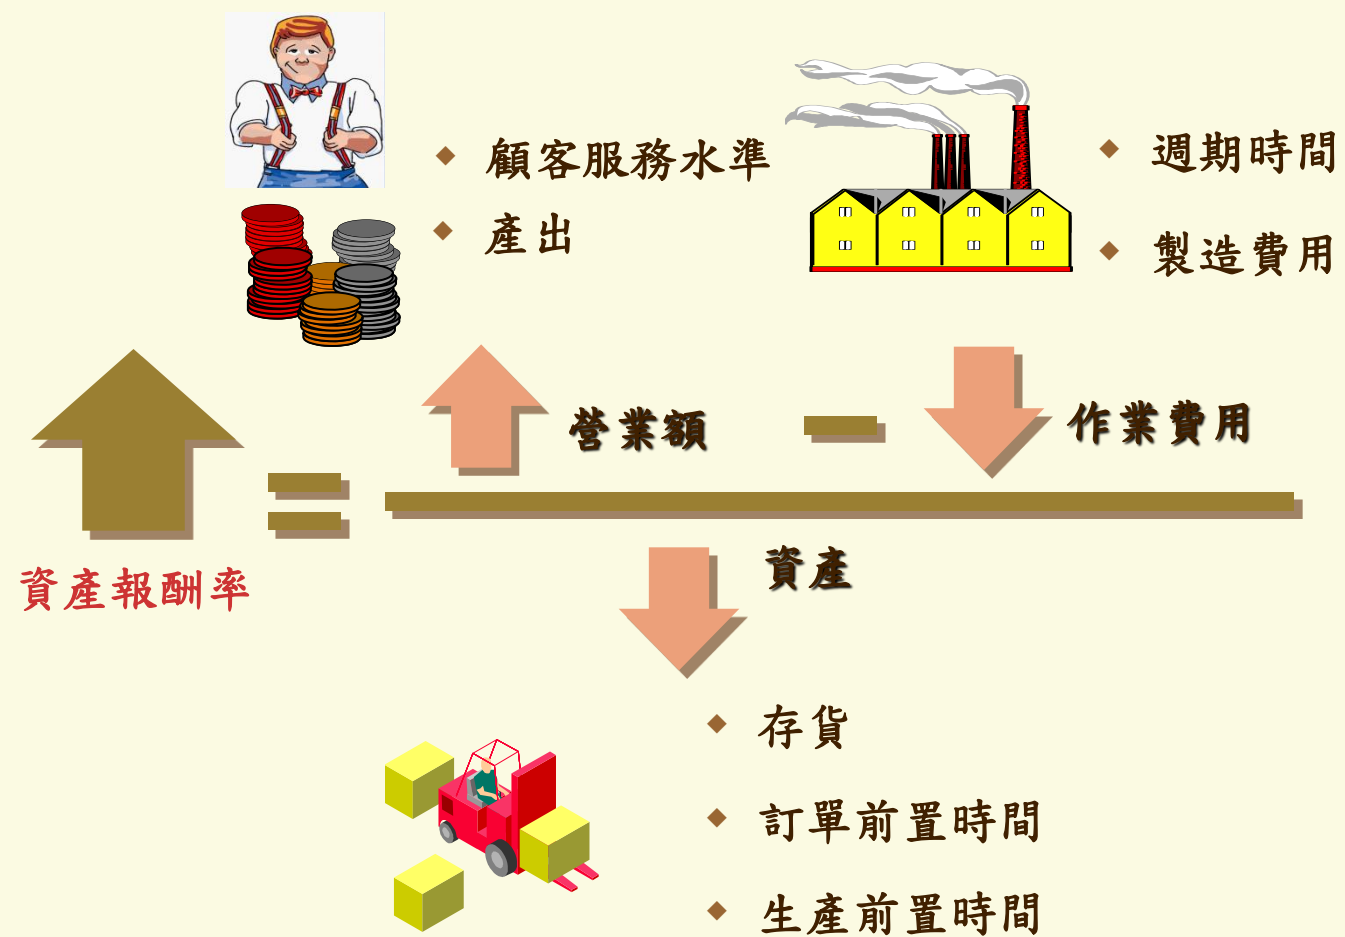 顧客服務水準
產出
週期時間
製造費用
營業額
作業費用
資產報酬率
資產
存貨
訂單前置時間
生產前置時間